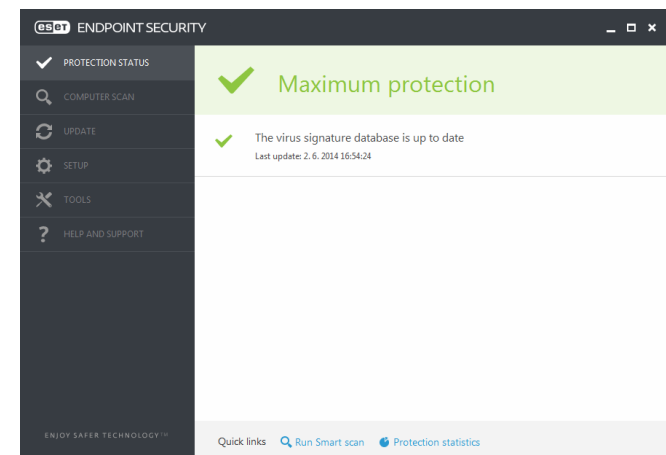 eset ENDPOINT SECURITY
PROTECTION STATUS
COMPUTER SCAN
UPDATE
SETUP
TOOLS
HELP AND SUPPORT
ENJOY SAFER TECHNOLOGY™
Maximum protection
The virus signature database is up to date
Last update: 2. 6. 2014 16:54:24
Quick links Run Smart scan Protection statistics